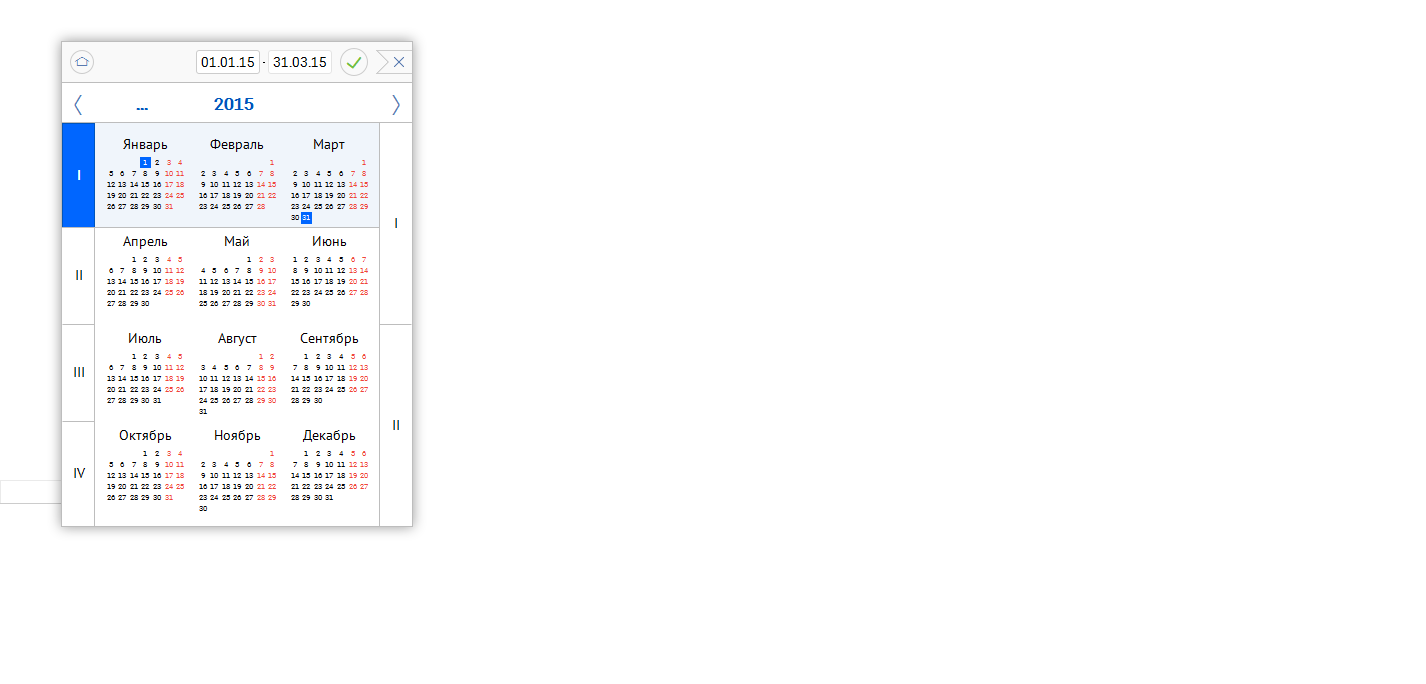 01.01.15 - 31.03.15
... 2015
I
Январь Февраль Март
1 2 3 4 1 1
5 6 7 8 9 10 11 2 3 4 5 6 7 8 2 3 4 5 6 7 8
12 13 14 15 16 17 18 9 10 11 12 13 14 15 9 10 11 12 13 14 15
19 20 21 22 23 24 25 16 17 18 19 20 21 22 16 17 18 19 20 21 22
26 27 28 29 30 31 23 24 25 26 27 28 23 24 25 26 27 28 29
30 31
I
II
Апрель Май Июнь
1 2 3 4 5 1 2 3 1 2 3 4 5 6 7
6 7 8 9 10 11 12 4 5 6 7 8 9 10 8 9 10 11 12 13 14
13 14 15 16 17 18 19 11 12 13 14 15 16 17 15 16 17 18 19 20 21
20 21 22 23 24 25 26 18 19 20 21 22 23 24 22 23 24 25 26 27 28
27 28 29 30 25 26 27 28 29 30 31 29 30
III
Июль Август Сентябрь
1 2 3 4 5 1 2 1 2 3 4 5 6
6 7 8 9 10 11 12 3 4 5 6 7 8 9 7 8 9 10 11 12 13
13 14 15 16 17 18 19 10 11 12 13 14 15 16 14 15 16 17 18 19 20
20 21 22 23 24 25 26 17 18 19 20 21 22 23 21 22 23 24 25 26 27
27 28 29 30 31 24 25 26 27 28 29 30 28 29 30
31
II
IV
Октябрь Ноябрь Декабрь
1 2 3 4 1 1 2 3 4 5 6
5 6 7 8 9 10 11 2 3 4 5 6 7 8 7 8 9 10 11 12 13
12 13 14 15 16 17 18 9 10 11 12 13 14 15 14 15 16 17 18 19 20
19 20 21 22 23 24 25 16 17 18 19 20 21 22 21 22 23 24 25 26 27
26 27 28 29 30 31 23 24 25 26 27 28 29 28 29 30 31
30